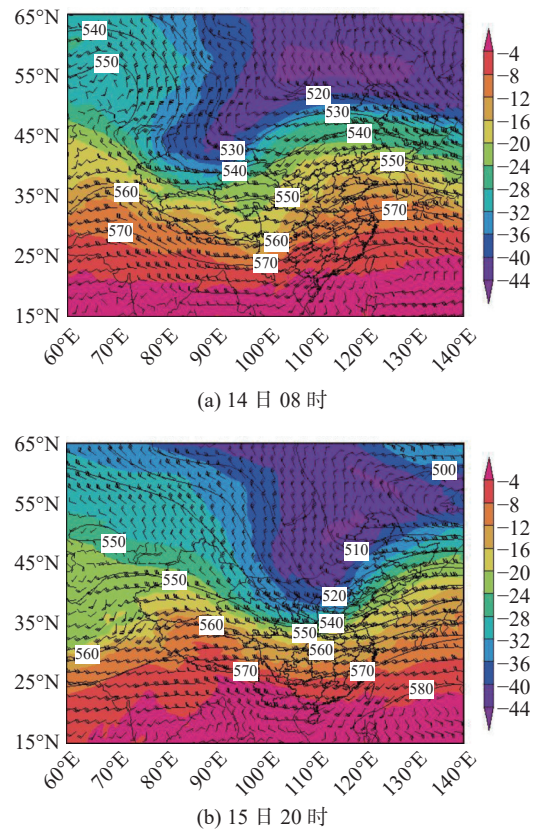 65°N
55°N
45°N
35°N
25°N
15°N
540
550
520
530
540
530
540
550
550
560
560
570
570
570
60°E
70°E
80°E
90°E
100°E
110°E
120°E
130°E
140°E
-4
-8
-12
-16
-20
-24
-28
-32
-36
-40
-44
(a) 14 日 08 时
65°N
55°N
45°N
35°N
25°N
15°N
500
510
550
550
520
540
550
560
560
560
570
570
580
60°E
70°E
80°E
90°E
100°E
110°E
120°E
130°E
140°E
-4
-8
-12
-16
-20
-24
-28
-32
-36
-40
-44
(b) 15 日 20 时